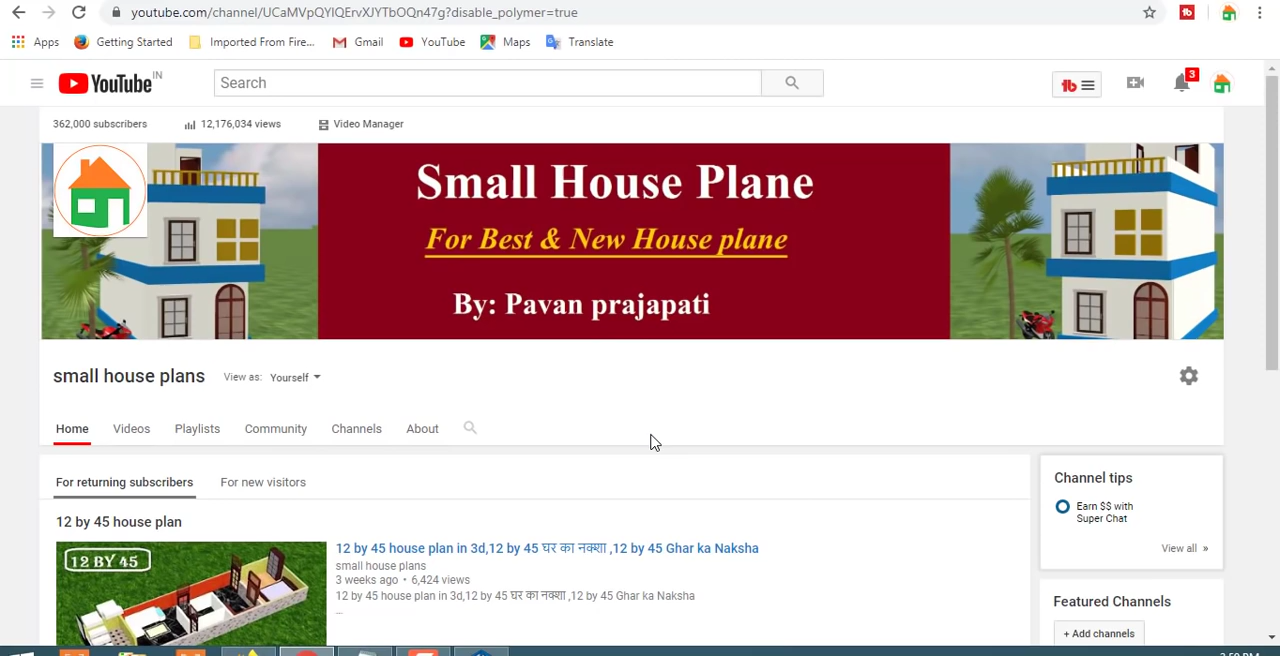 youtube.com/channel/UCaMVpQYlQErvXJYTbOQn47g?disable_polymer=true
Apps Getting Started Imported From Fire... Gmail YouTube Maps Translate
YouTube IN Search 3
362,000 subscribers 12,176,034 views Video Manager
Small House Plane
For Best & New House plane
By: Pavan prajapati
small house plans View as: Yourself
Home Videos Playlists Community Channels About
For returning subscribers For new visitors
Channel tips
Earn $$ with
Super Chat
View all »
12 by 45 house plan
12 BY 45
12 by 45 house plan in 3d,12 by 45 घर का नक्शा ,12 by 45 Ghar ka Naksha
small house plans
3 weeks ago • 6,424 views
12 by 45 house plan in 3d,12 by 45 घर का नक्शा ,12 by 45 Ghar ka Naksha
...
Featured Channels
+ Add channels